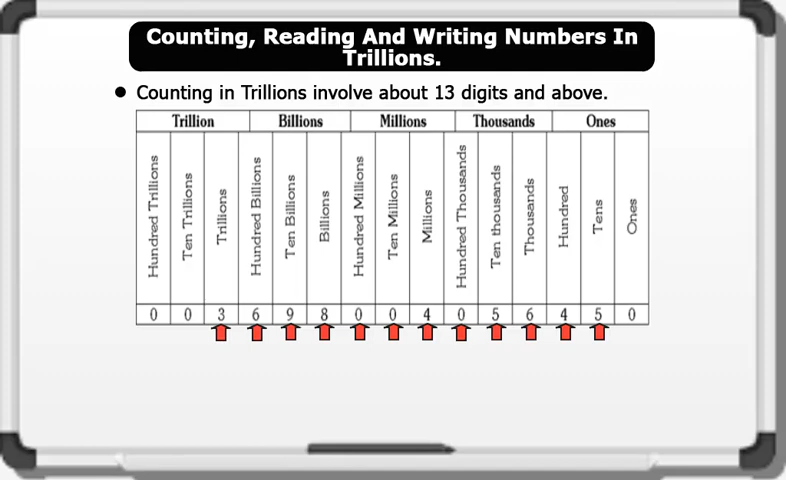 Counting, Reading And Writing Numbers In
Trillions.
● Counting in Trillions involve about 13 digits and above.
Trillion Billions Millions Thousands Ones
Hundred Trillions Ten Trillions Trillions Hundred Billions Ten Billions Billions Hundred Millions Ten Millions Millions Hundred Thousands Ten thousands Thousands Hundred Tens Ones
0 0 3 6 9 8 0 0 4 0 5 6 4 5 0